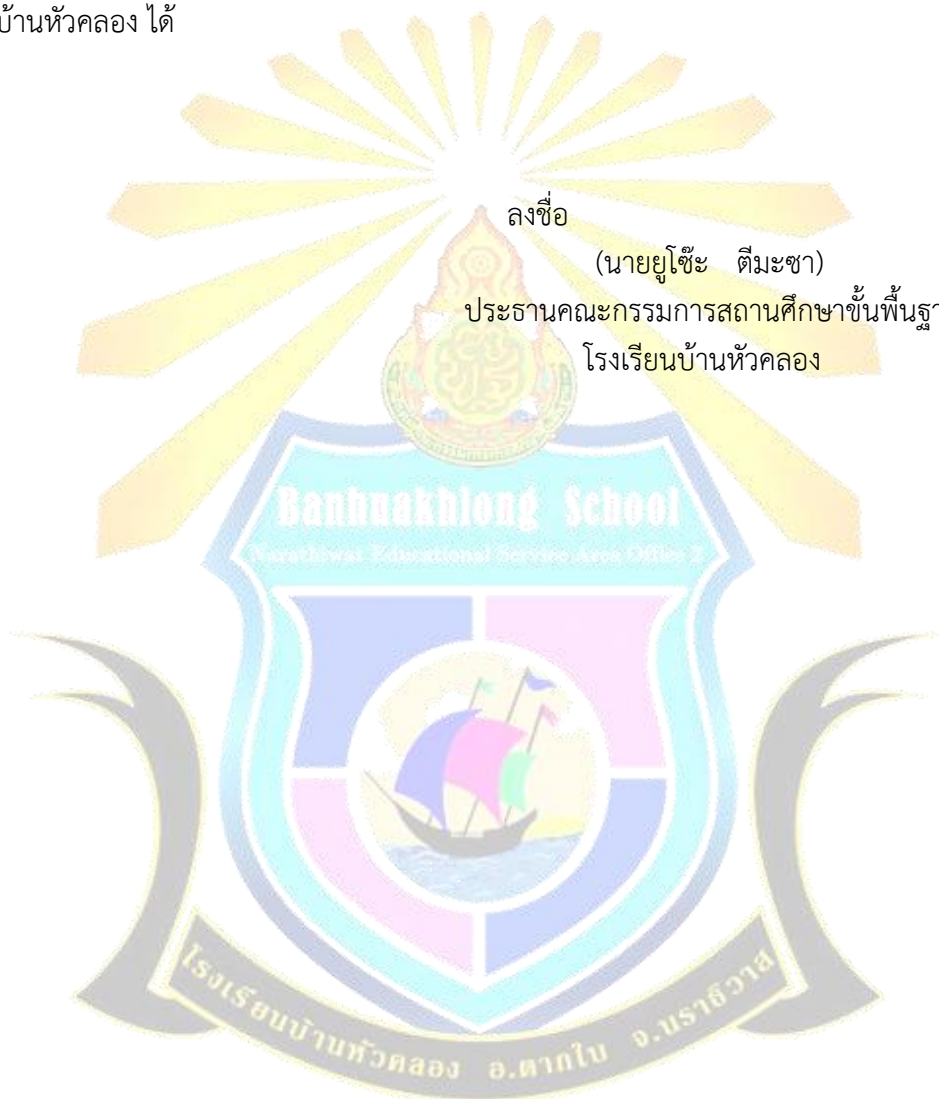 บ้านหัวคลอง ได้
ลงชื่อ
(นายยูโซ๊ะ ตีมะซา)
ประธานคณะกรรมการสถานศึกษาขั้นพื้นฐา
โรงเรียนบ้านหัวคลอง
Banhuakhlong School
Narathiwat Educational Service Area Office 2
โรงเรียนบ้านหัวคลอง อ.ตากใบ จ.นราธิวาส